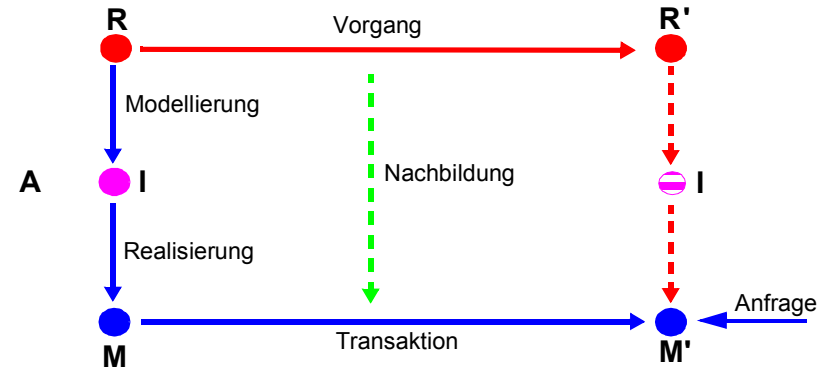 R
Vorgang
R'
Modellierung
A
I
Nachbildung
I
Realisierung
Anfrage
M
Transaktion
M'